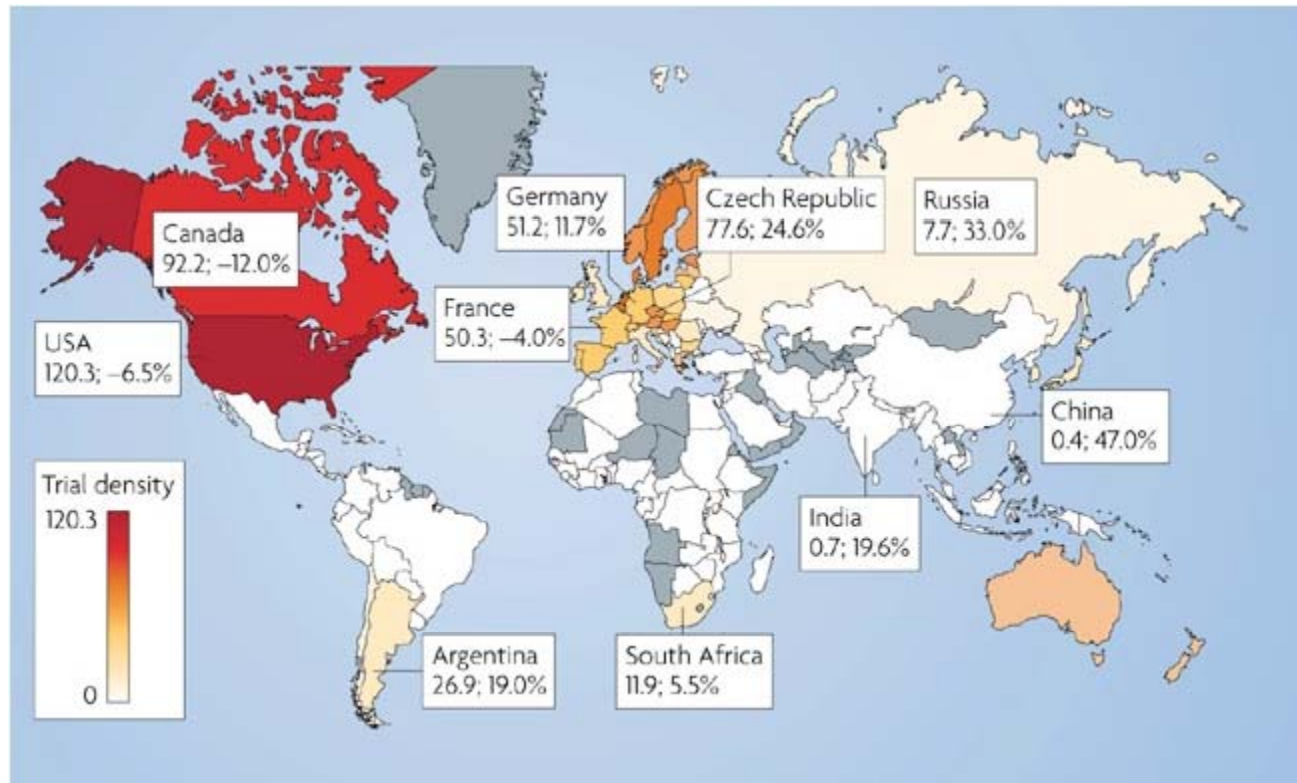 Germany
51.2; 11.7%
Czech Republic
77.6; 24.6%
Russia
7.7; 33.0%
Canada
92.2; –12.0%
France
50.3; –4.0%
USA
120.3; –6.5%
China
0.4; 47.0%
Trial density
120.3
0
India
0.7; 19.6%
Argentina
26.9; 19.0%
South Africa
11.9; 5.5%